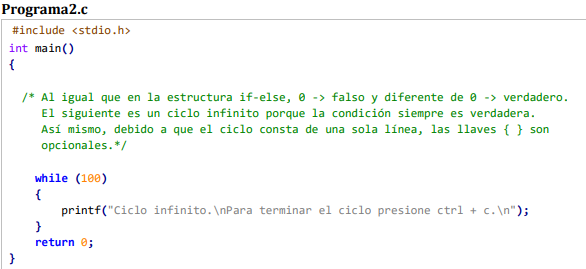 Programa2.c
#include <stdio.h>
int main()
{
/* Al igual que en la estructura if-else, 0 -> falso y diferente de 0 -> verdadero.
El siguiente es un ciclo infinito porque la condición siempre es verdadera.
Así mismo, debido a que el ciclo consta de una sola línea, las llaves { } son
opcionales.*/
while (100)
{
printf("Ciclo infinito.\nPara terminar el ciclo presione ctrl + c.\n");
}
return 0;
}